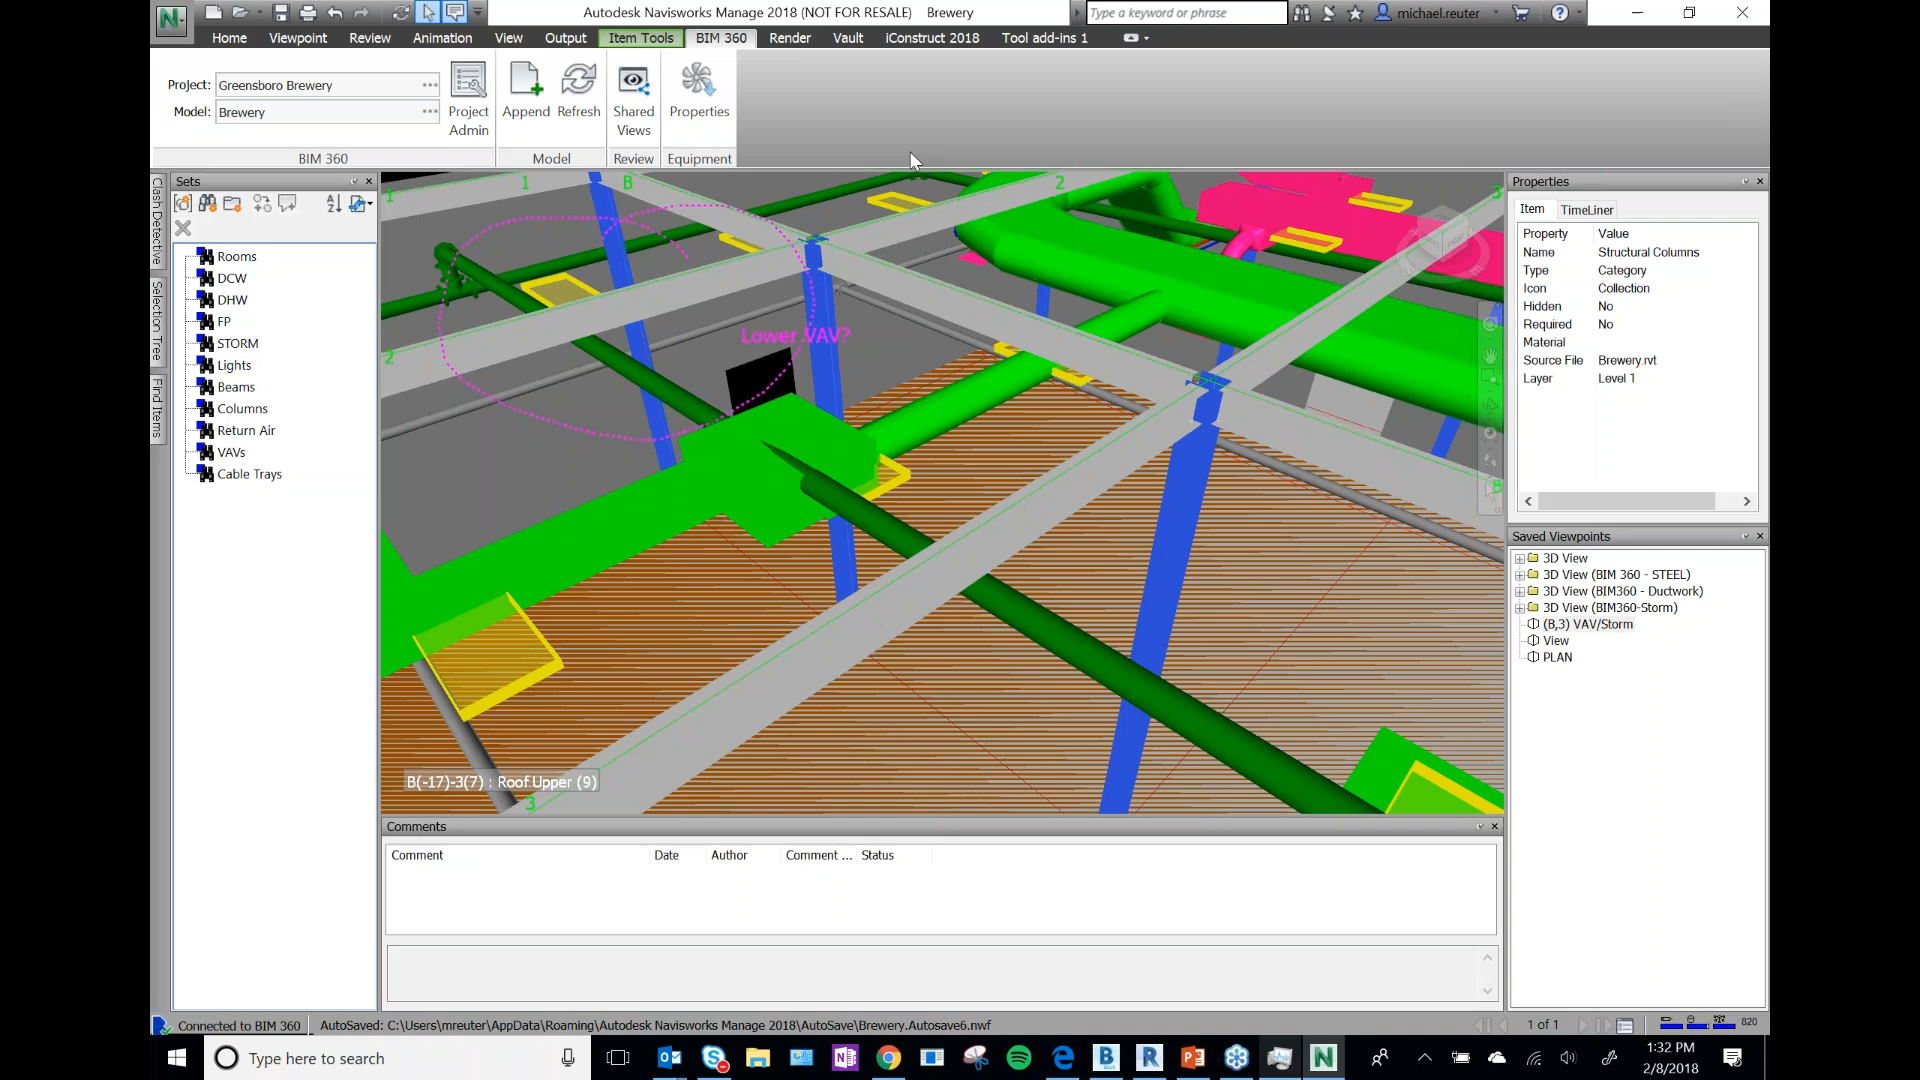 Autodesk Navisworks Manage 2018 (NOT FOR RESALE) Brewery
Type a keyword or phrase
michael.reuter
Home Viewpoint Review Animation View Output Item Tools BIM 360 Render Vault iConstruct 2018 Tool add-ins 1
Project: Greensboro Brewery
Model: Brewery
Project Admin
Append
Refresh
Shared Views
Properties
BIM 360 Model Review Equipment
Clash Detective
Selection Tree
Find Items
Sets
Rooms
DCW
DHW
FP
STORM
Lights
Beams
Columns
Return Air
VAVs
Cable Trays
1 1 B 2 3
Lower VAV?
2
B
B(-17)-3(7) : Roof Upper (9)
3
Properties
Item TimeLiner
Property Value
Name Structural Columns
Type Category
Icon Collection
Hidden No
Required No
Material
Source File Brewery.rvt
Layer Level 1
Saved Viewpoints
3D View
3D View (BIM 360 - STEEL)
3D View (BIM360 - Ductwork)
3D View (BIM360-Storm)
(B,3) VAV/Storm
View
PLAN
Comments
Comment Date Author Comment ... Status
Connected to BIM 360 AutoSaved: C:\Users\mreuter\AppData\Roaming\Autodesk Navisworks Manage 2018\AutoSave\Brewery.Autosave6.nwf
1 of 1
820
Type here to search
1:32 PM
2/8/2018